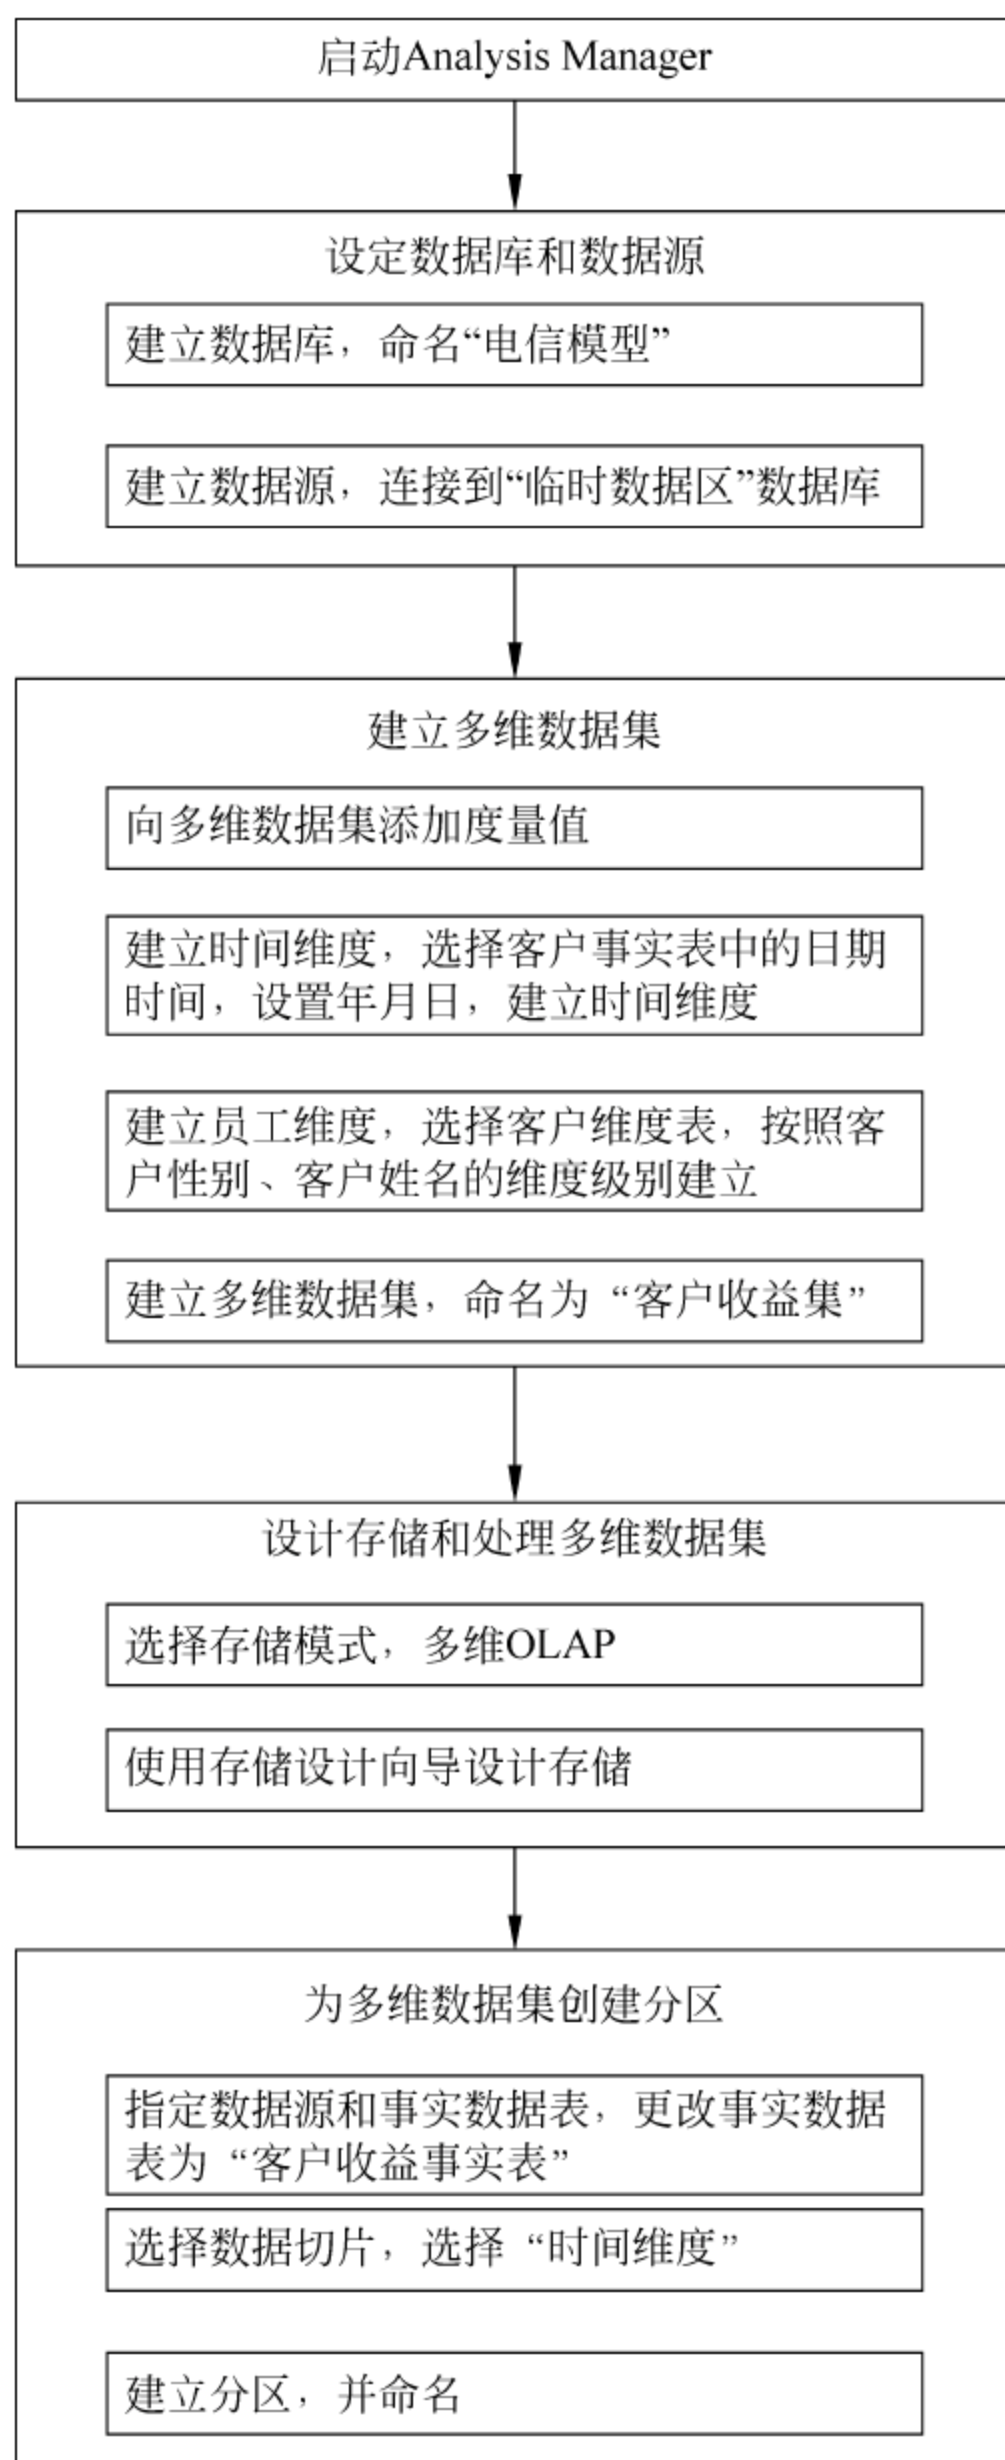 启动Analysis Manager
设定数据库和数据源
建立数据库，命名“电信模型”
建立数据源，连接到“临时数据区”数据库
建立多维数据集
向多维数据集添加度量值
建立时间维度，选择客户事实表中的日期
时间，设置年月日，建立时间维度
建立员工维度，选择客户维度表，按照客
户性别、客户姓名的维度级别建立
建立多维数据集，命名为“客户收益集”
设计存储和处理多维数据集
选择存储模式，多维OLAP
使用存储设计向导设计存储
为多维数据集创建分区
指定数据源和事实数据表，更改事实数据
表为“客户收益事实表”
选择数据切片，选择“时间维度”
建立分区，并命名